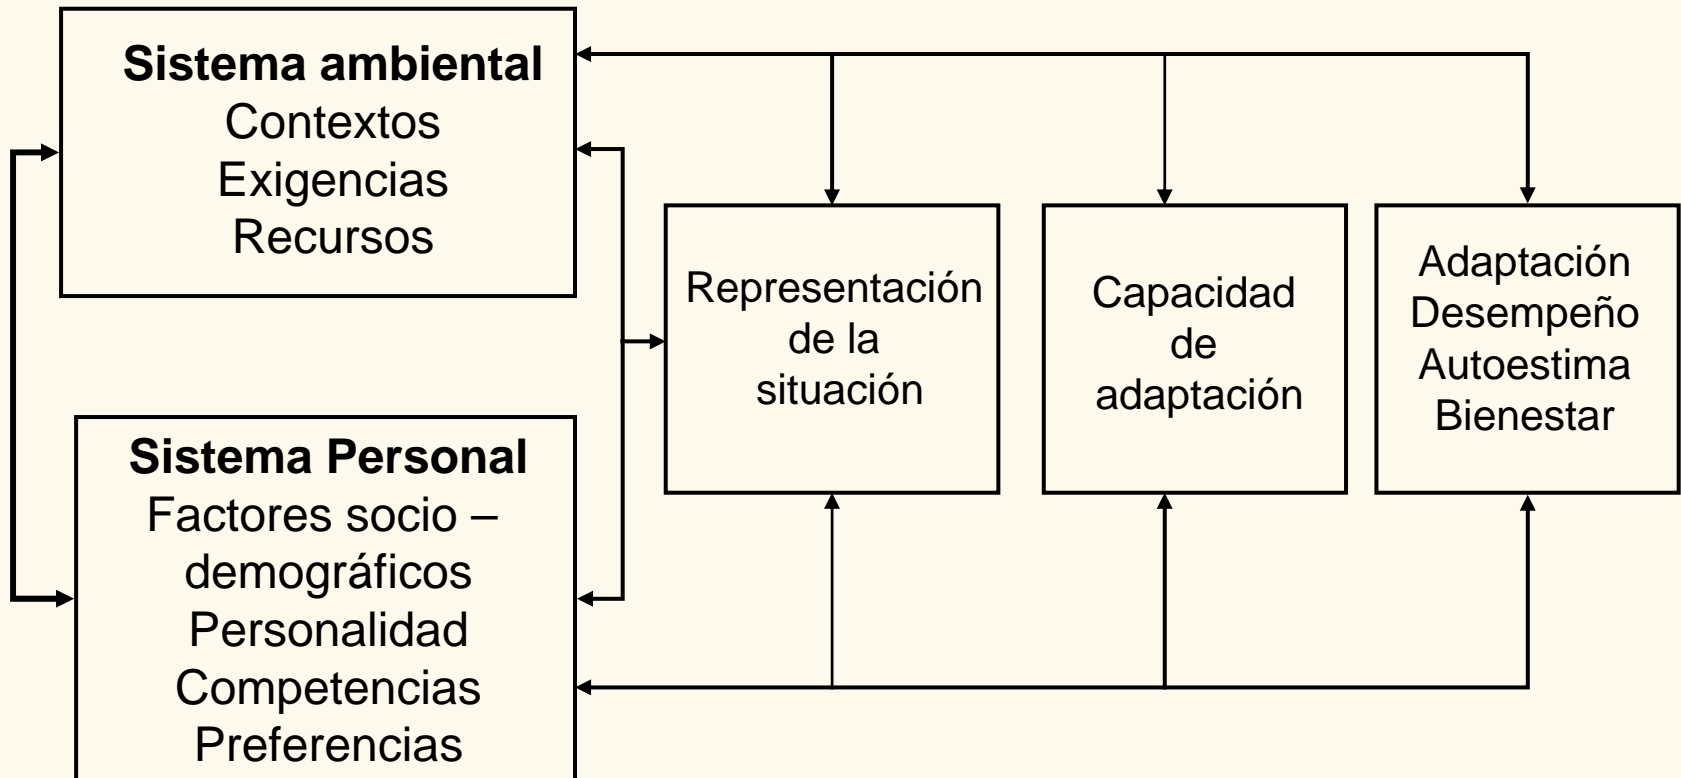 Sistema ambiental
Contextos
Exigencias
Recursos
Sistema Personal
Factores socio –
demográficos
Personalidad
Competencias
Preferencias
Representación
de la
situación
Capacidad
de
adaptación
Adaptación
Desempeño
Autoestima
Bienestar